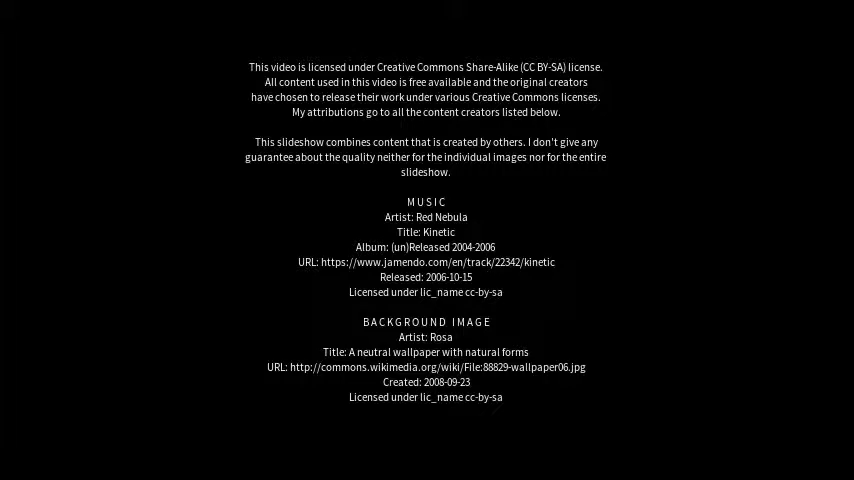 This video is licensed under Creative Commons Share-Alike (CC BY-SA) license.
All content used in this video is free available and the original creators
have chosen to release their work under various Creative Commons licenses.
My attributions go to all the content creators listed below.
This slideshow combines content that is created by others. I don't give any
guarantee about the quality neither for the individual images nor for the entire
slideshow.
MUSIC
Artist: Red Nebula
Title: Kinetic
Album: (un)Released 2004-2006
URL: https://www.jamendo.com/en/track/22342/kinetic
Released: 2006-10-15
Licensed under lic_name cc-by-sa
BACKGROUND IMAGE
Artist: Rosa
Title: A neutral wallpaper with natural forms
URL: http://commons.wikimedia.org/wiki/File:88829-wallpaper06.jpg
Created: 2008-09-23
Licensed under lic_name cc-by-sa